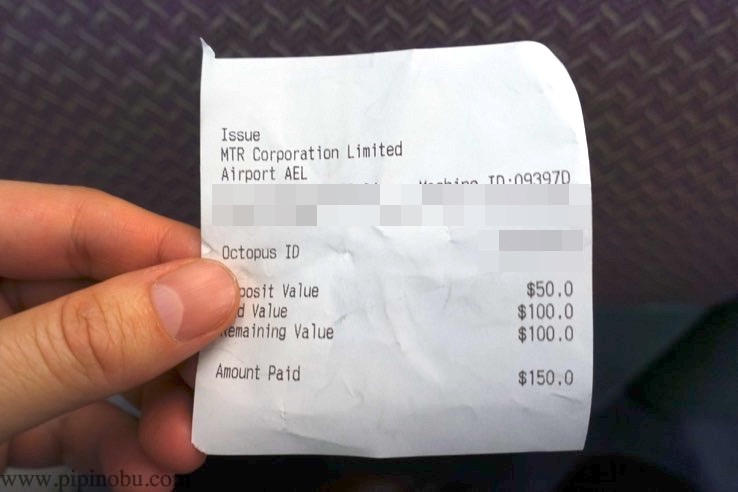 Issue
MTR Corporation Limited
Airport AEL
Machine ID:09397D
Octopus ID
posit Value $50.0
d Value $100.0
Remaining Value $100.0
Amount Paid $150.0
www.pipinobu.com